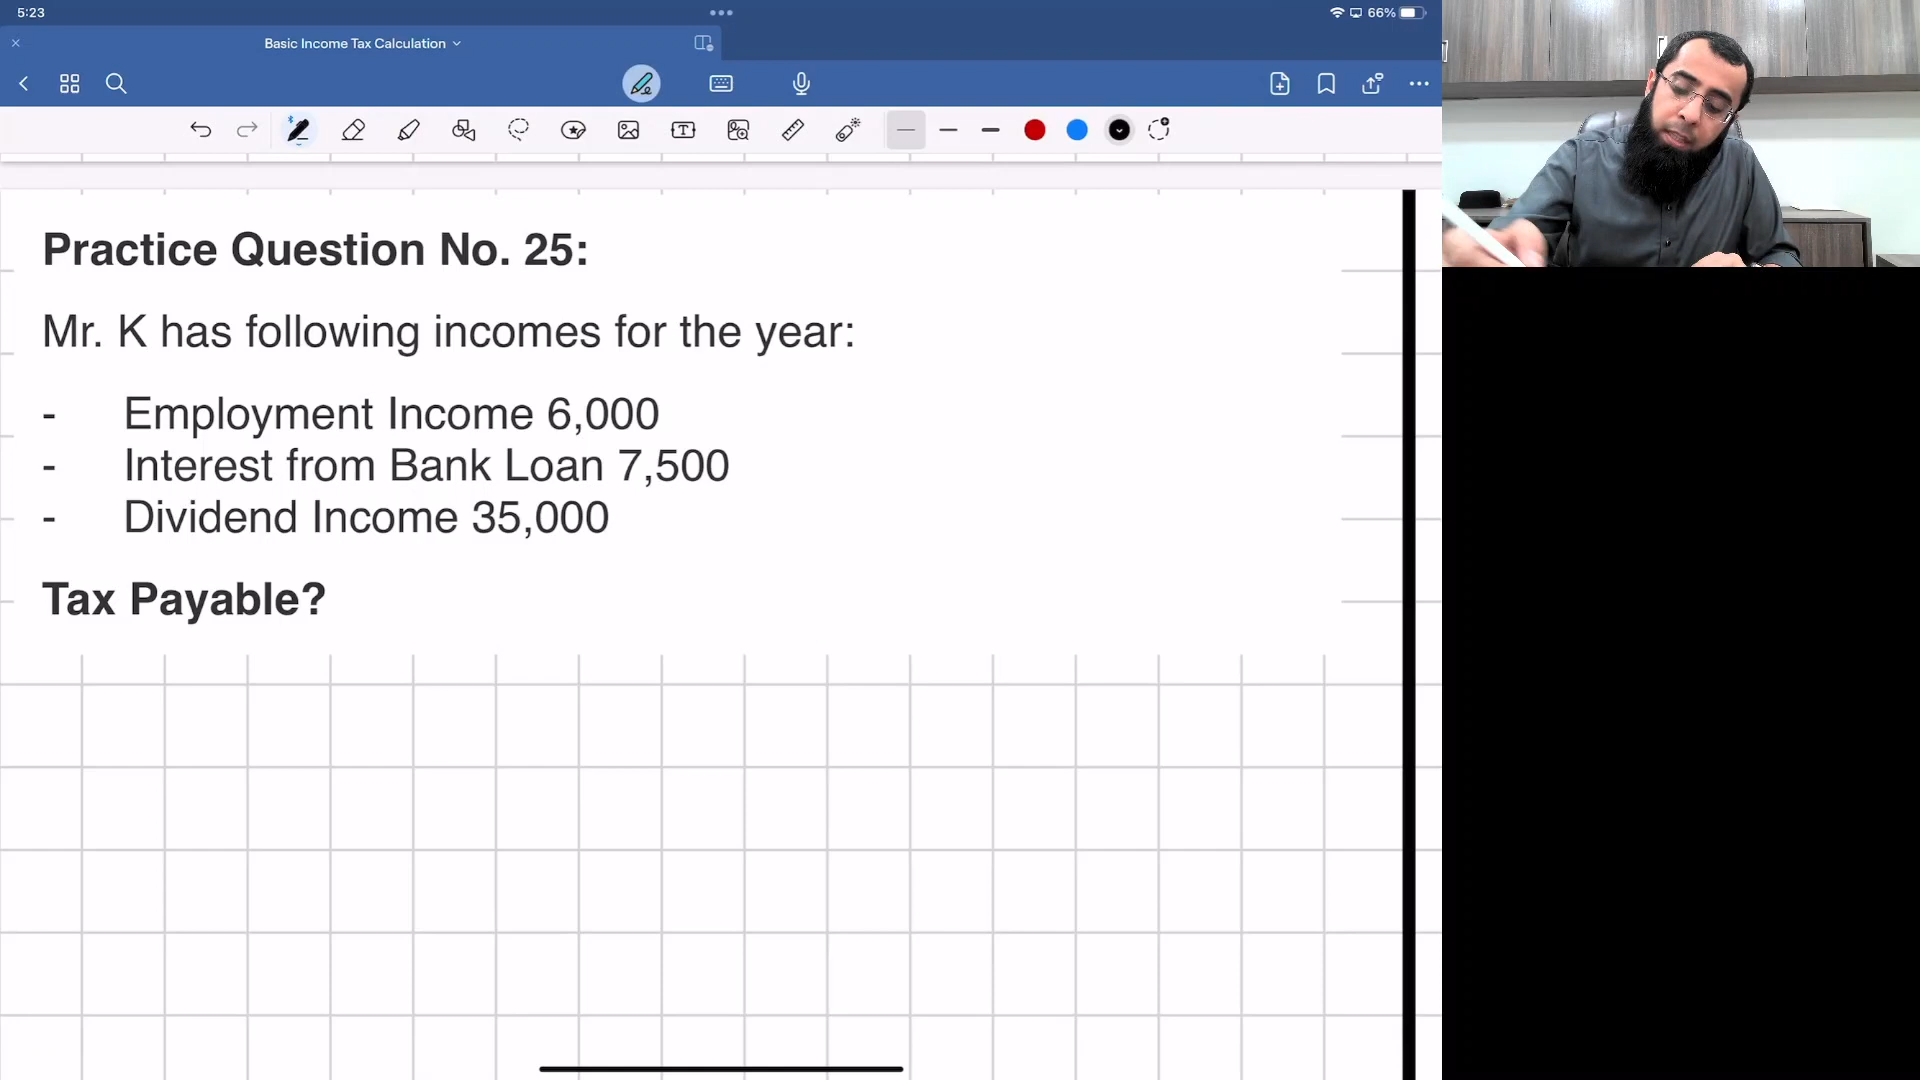 5:23
66%
Basic Income Tax Calculation
Practice Question No. 25:
Mr. K has following incomes for the year:
- Employment Income 6,000
- Interest from Bank Loan 7,500
- Dividend Income 35,000
Tax Payable?